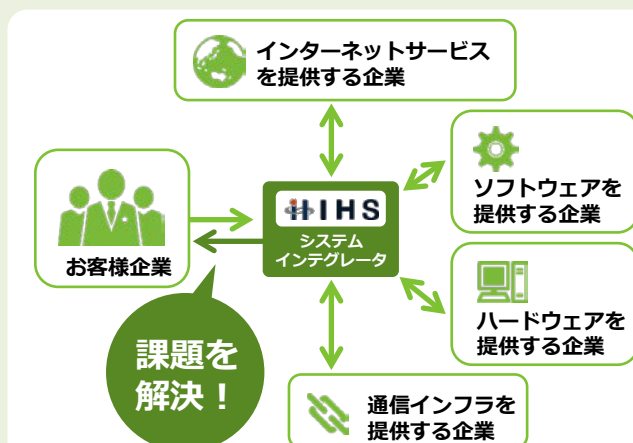 インターネットサービス
を提供する企業
ソフトウェアを
提供する企業
IHS
システム
インテグレータ
お客様企業
ハードウェアを
提供する企業
課題を
解決！
通信インフラを
提供する企業